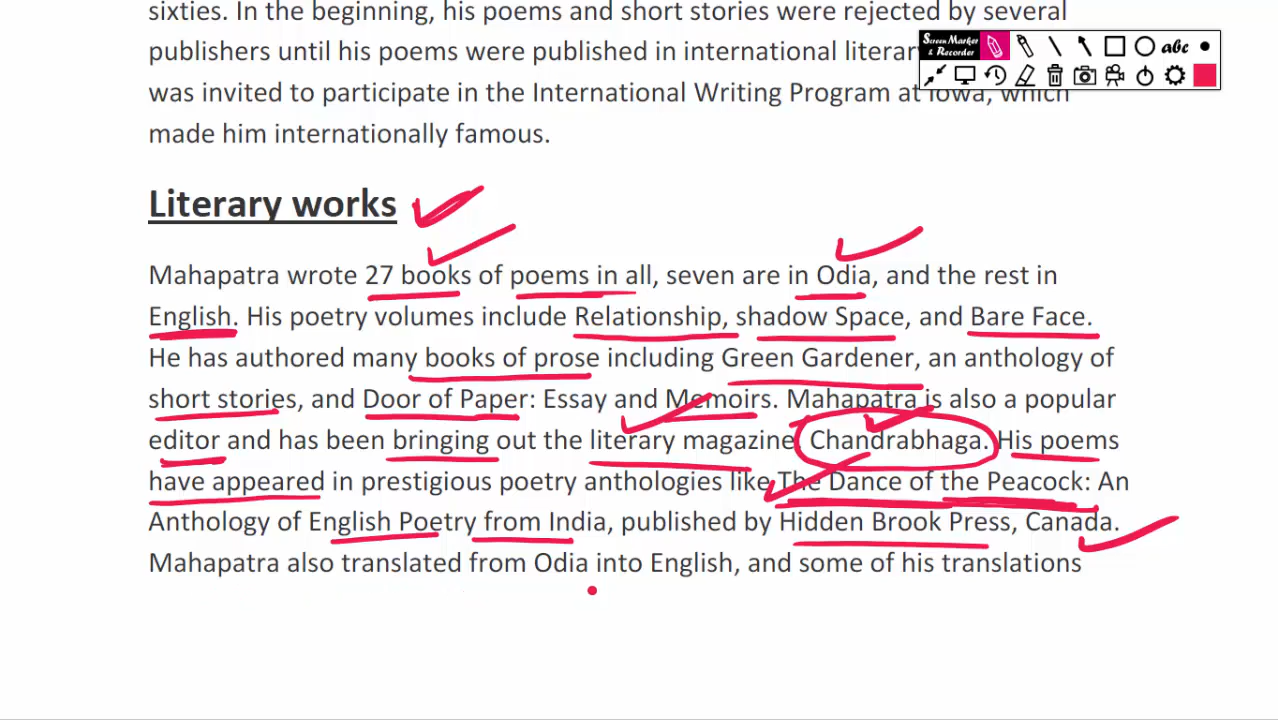 sixties. In the beginning, his poems and short stories were rejected by several
Screen Marker
& Recorder
abc
publishers until his poems were published in international literary
was invited to participate in the International Writing Program at Iowa, which
made him internationally famous.
Literary works
Mahapatra wrote 27 books of poems in all, seven are in Odia, and the rest in
English. His poetry volumes include Relationship, shadow Space, and Bare Face.
He has authored many books of prose including Green Gardener, an anthology of
short stories, and Door of Paper: Essay and Memoirs. Mahapatra is also a popular
editor and has been bringing out the literary magazine, Chandrabhaga. His poems
have appeared in prestigious poetry anthologies like The Dance of the Peacock: An
Anthology of English Poetry from India, published by Hidden Brook Press, Canada.
Mahapatra also translated from Odia into English, and some of his translations